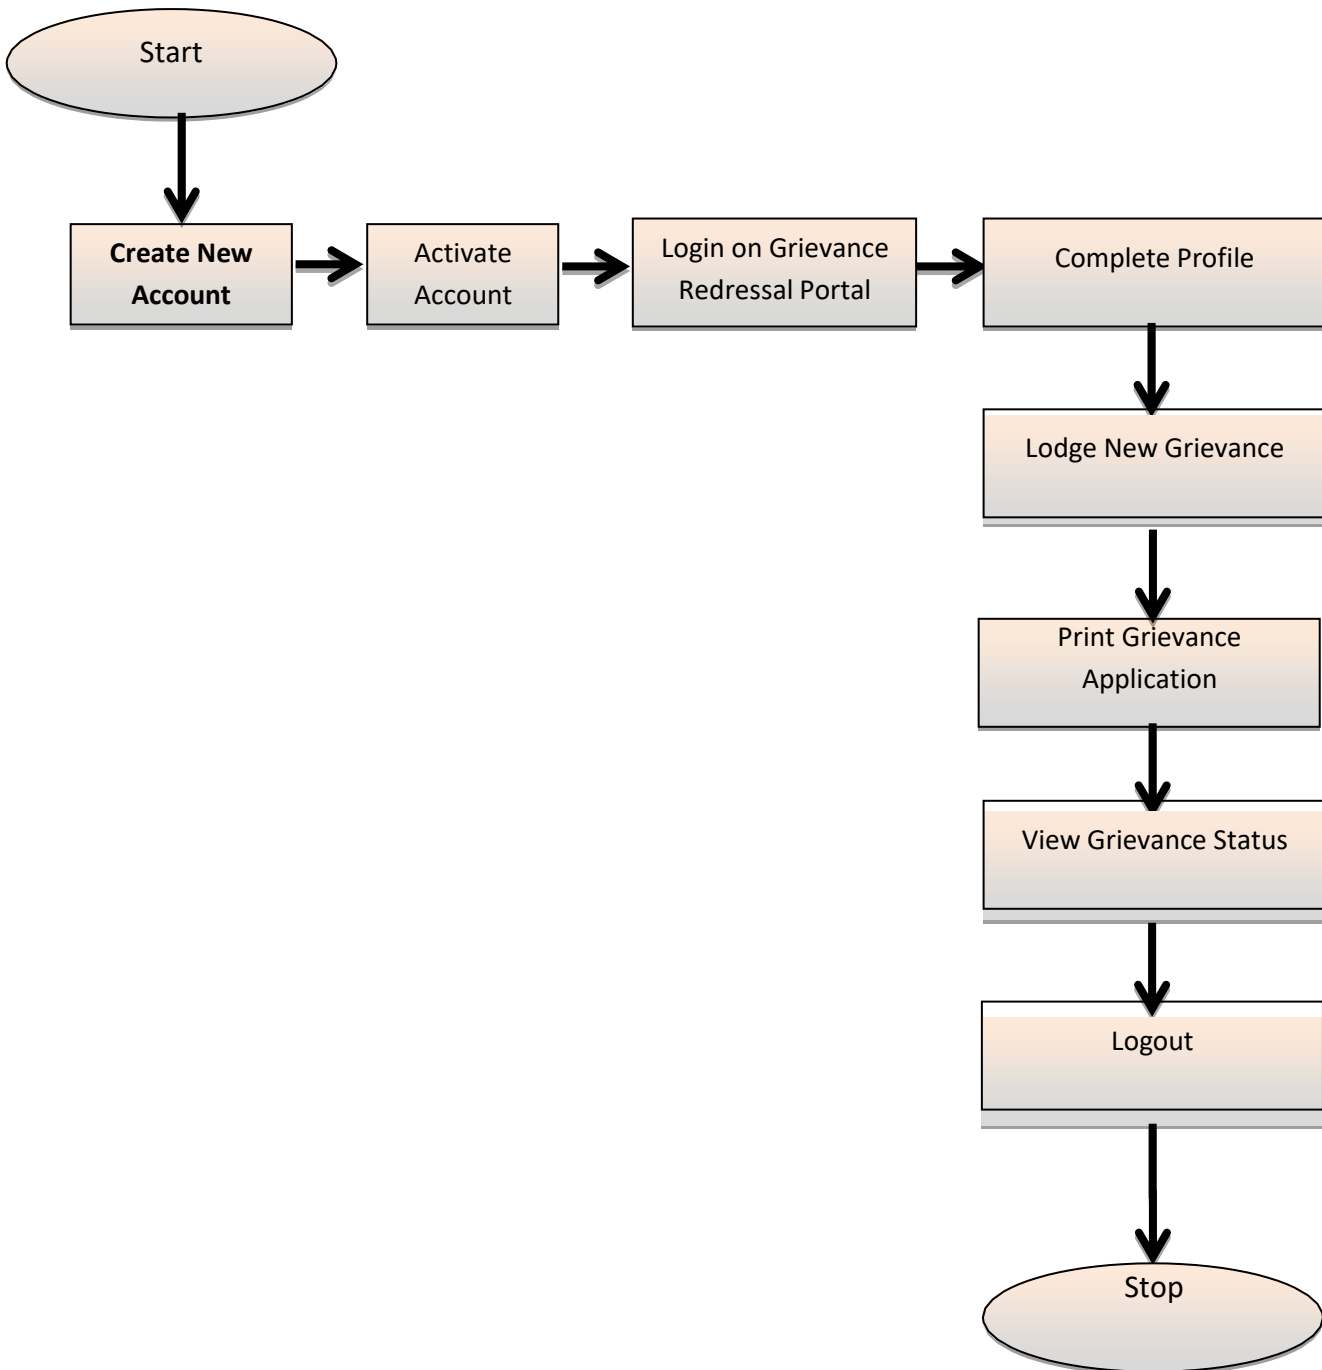 Start
Create New
Account
Activate
Account
Login on Grievance
Redressal Portal
Complete Profile
Lodge New Grievance
Print Grievance
Application
View Grievance Status
Logout
Stop